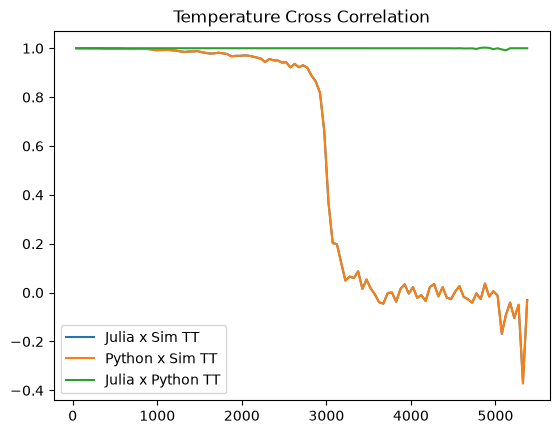 Temperature Cross Correlation
1.0
0.8
0.6
0.4
0.2
0.0
−0.2
−0.4
Julia x Sim TT
Python x Sim TT
Julia x Python TT
0 1000 2000 3000 4000 5000